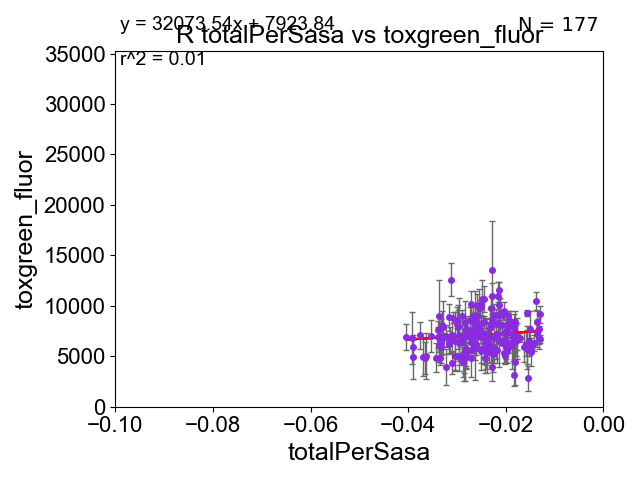 y = 32073.54x + 7923.84
N = 177
R totalPerSasa vs toxgreen_fluor
r^2 = 0.01
35000
30000
25000
20000
15000
10000
5000
0
toxgreen_fluor
−0.10 −0.08 −0.06 −0.04 −0.02 0.00
totalPerSasa